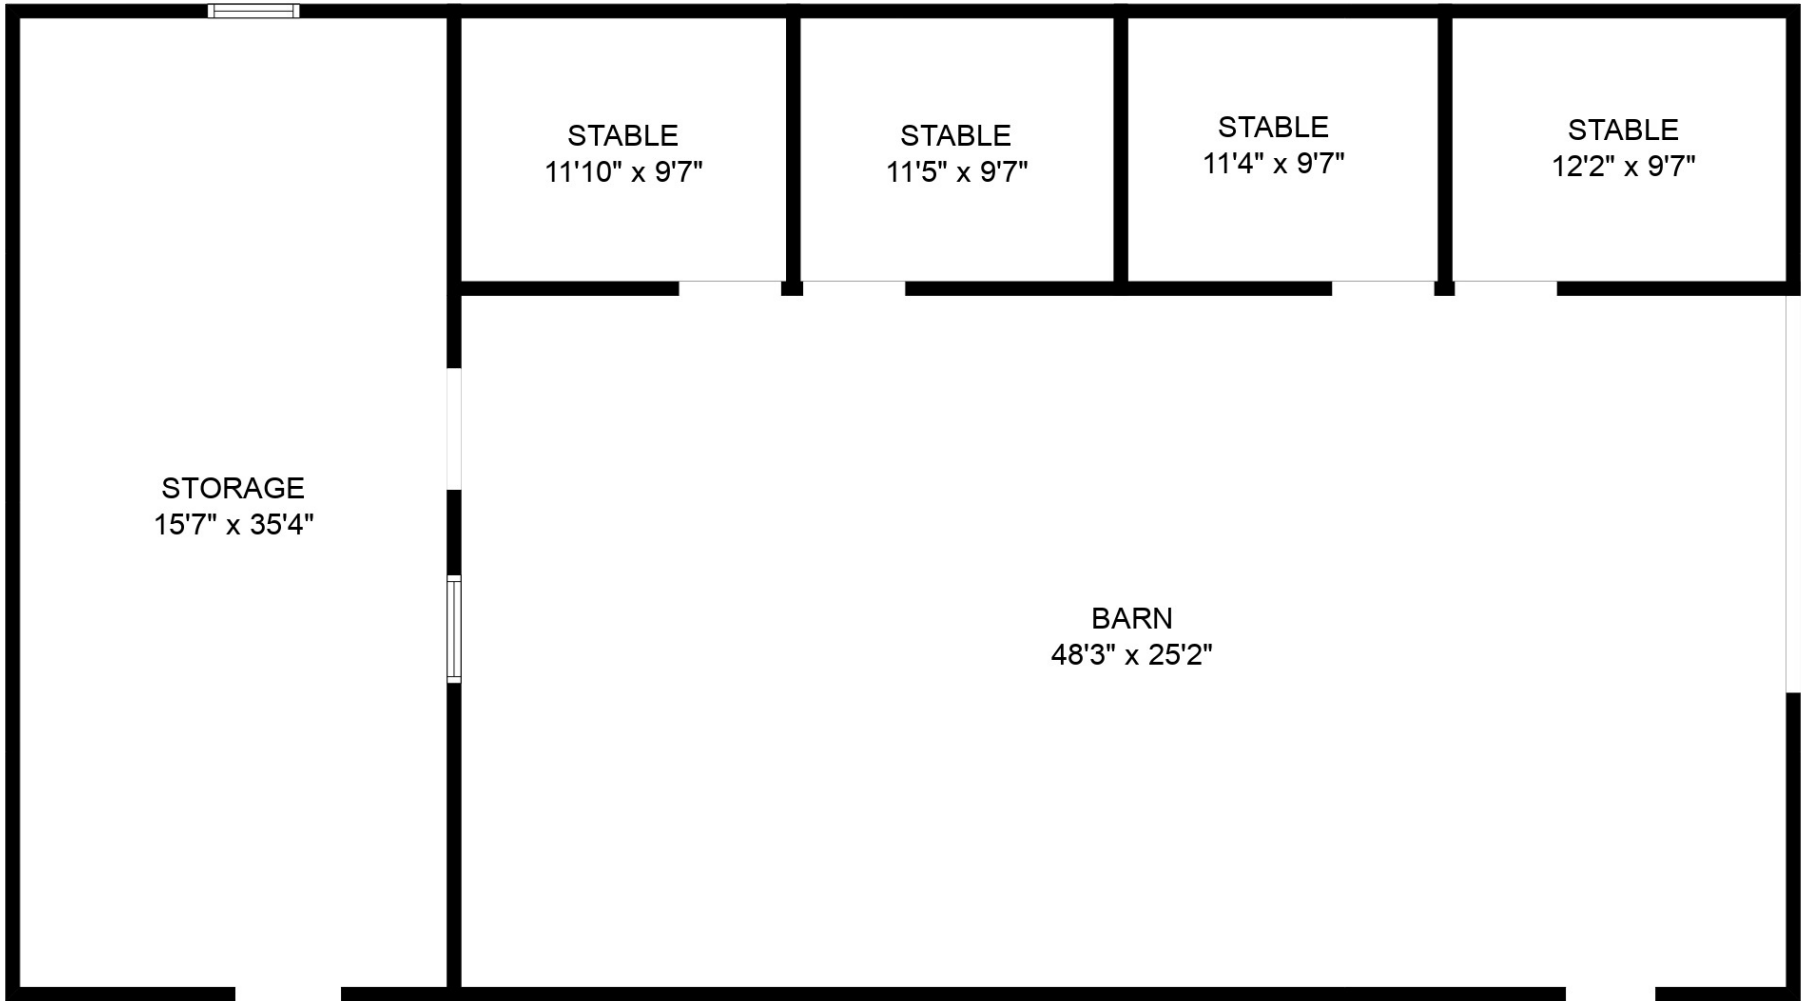 STABLE
11'10" x 9'7"
STABLE
11'5" x 9'7"
STABLE
11'4" x 9'7"
STABLE
12'2" x 9'7"
STORAGE
15'7" x 35'4"
BARN
48'3" x 25'2"